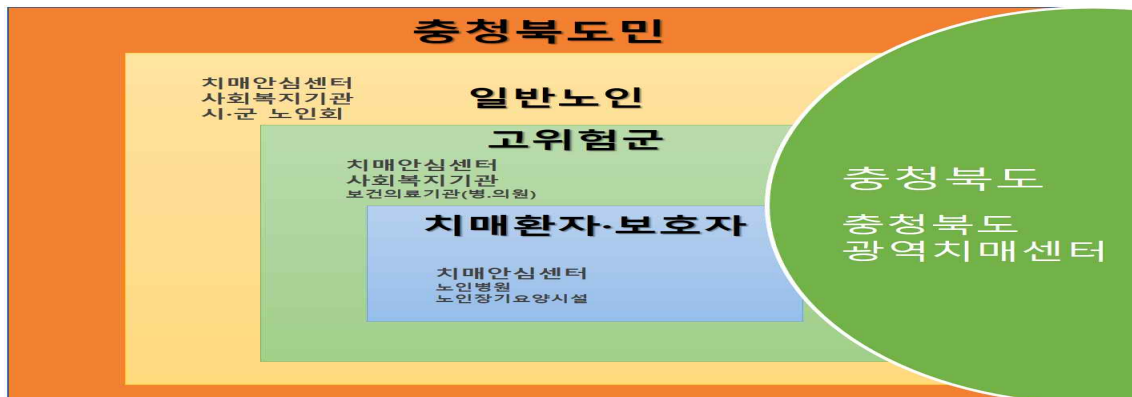 충청북도민
치매안심센터
사회복지기관
시·군 노인회
일반노인
고위험군
치매안심센터
사회복지기관
보건의료기관(병.의원)
치매환자·보호자
치매안심센터
노인병원
노인장기요양시설
충청북도
충청북도
광역치매센터